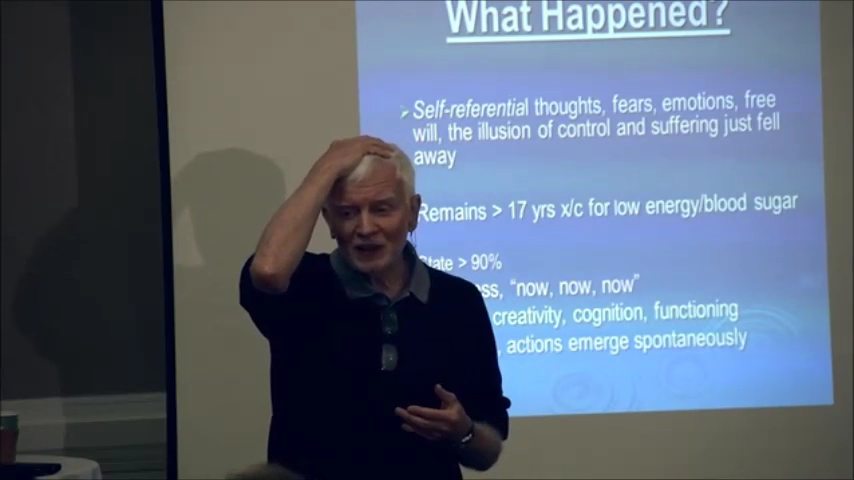 What Happened?
Self-referential thoughts, fears, emotions, free
will, the illusion of control and suffering just fell
away
Remains > 17 yrs x/c for low energy/blood sugar
State > 90%
"now, now, now"
creativity, cognition, functioning
, actions emerge spontaneously